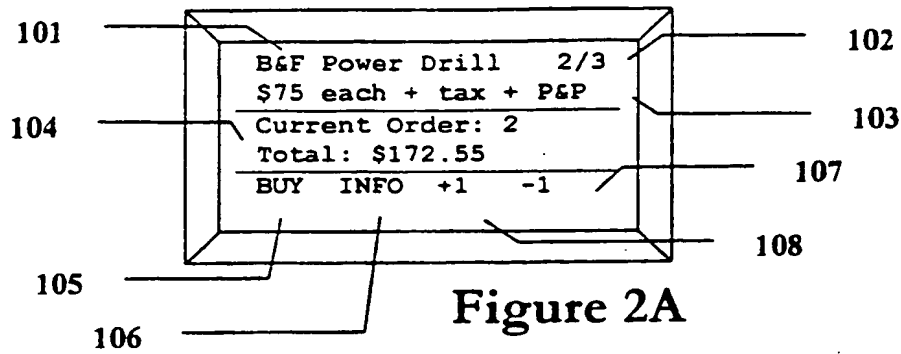 101
102
B&F Power Drill 2/3
$75 each + tax + P&P
103
104
Current Order: 2
Total: $172.55
107
BUY INFO +1 -1
108
105
106
Figure 2A